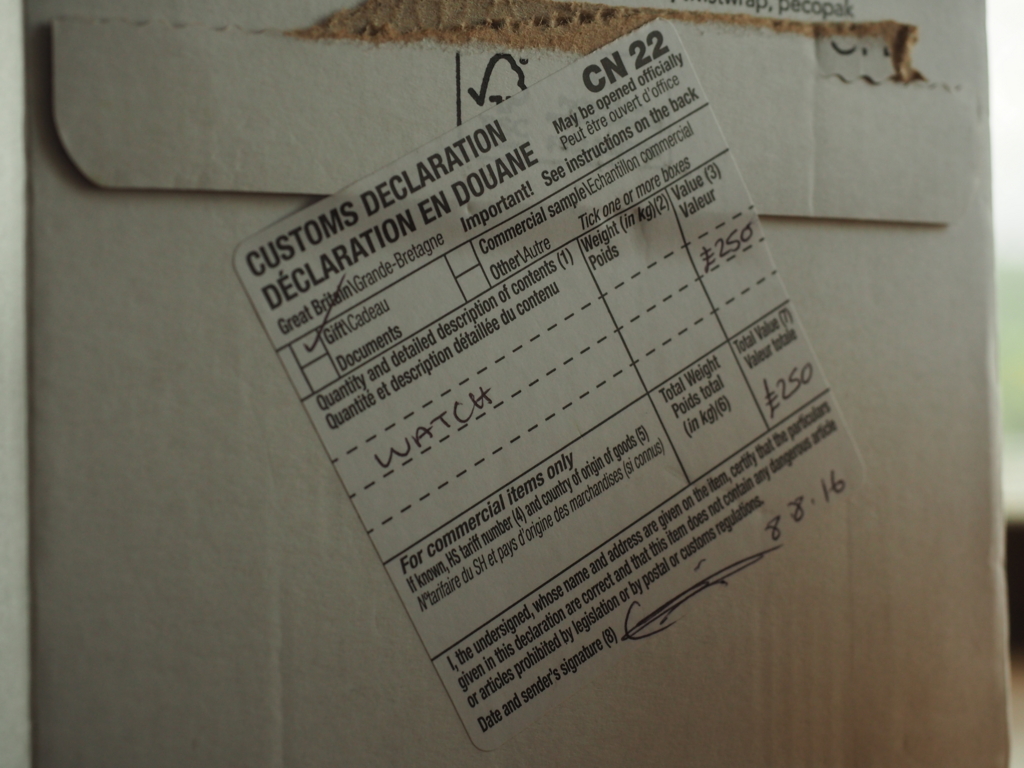 pecopak
CN 22
CUSTOMS DECLARATION
DÉCLARATION EN DOUANE
May be opened officially
Peut être ouvert d'office
Great Britain\Grande-Bretagne
Important!
See instructions on the back
Gift\Cadeau
Commercial sample\Echantillon commercial
Documents
Other\Autre
Tick one or more boxes
Quantity and detailed description of contents (1)
Quantité et description détaillée du contenu
Weight (in kg)(2)
Poids
Value (3)
Valeur
WATCH
£250
For commercial items only
If known, HS tariff number (4) and country of origin of goods (5)
N°tarifaire du SH et pays d'origine des marchandises (si connus)
Total Weight
Poids total
(in kg)(6)
Total Value (7)
Valeur totale
£250
I, the undersigned, whose name and address are given on the item, certify that the particulars
given in this declaration are correct and that this item does not contain any dangerous article
or articles prohibited by legislation or by postal or customs regulations.
Date and sender's signature (8)
8·8·16